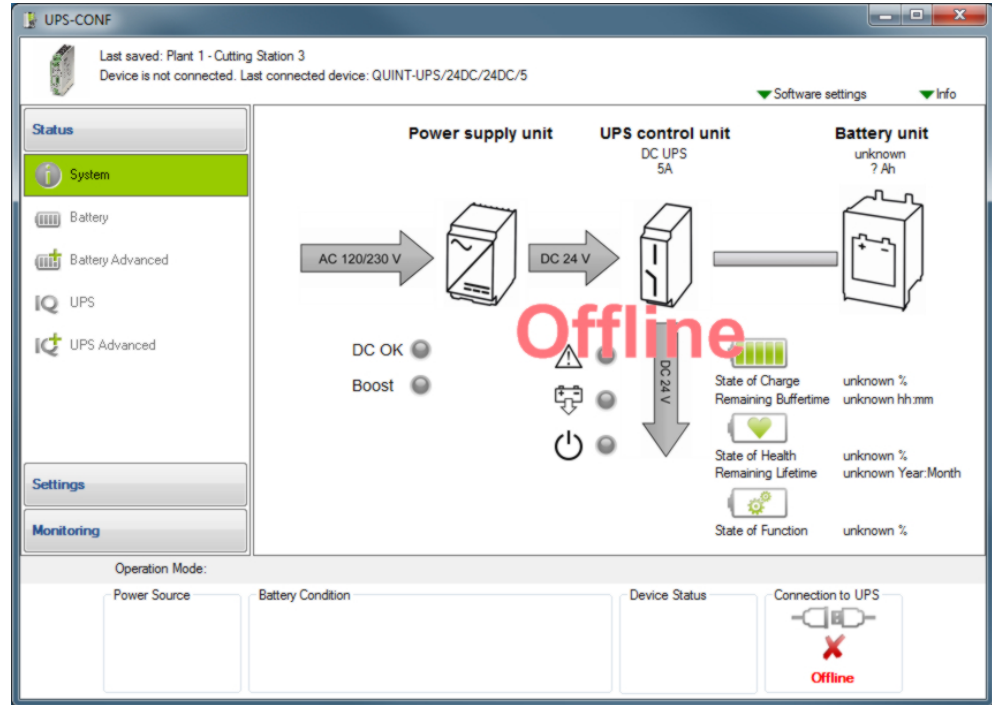 UPS-CONF
Last saved: Plant 1 - Cutting Station 3
Device is not connected. Last connected device: QUINT-UPS/24DC/24DC/5
Software settings
Info
Status
System
Battery
Battery Advanced
IQ UPS
IQ UPS Advanced
Settings
Monitoring
Power supply unit
UPS control unit
DC UPS
5A
Battery unit
unknown
? Ah
AC 120/230 V
DC 24 V
Offline
DC OK
Boost
DC 24 V
State of Charge unknown %
Remaining Buffertime unknown hh:mm
State of Health unknown %
Remaining Lifetime unknown Year:Month
State of Function unknown %
Operation Mode:
Power Source
Battery Condition
Device Status
Connection to UPS
Offline